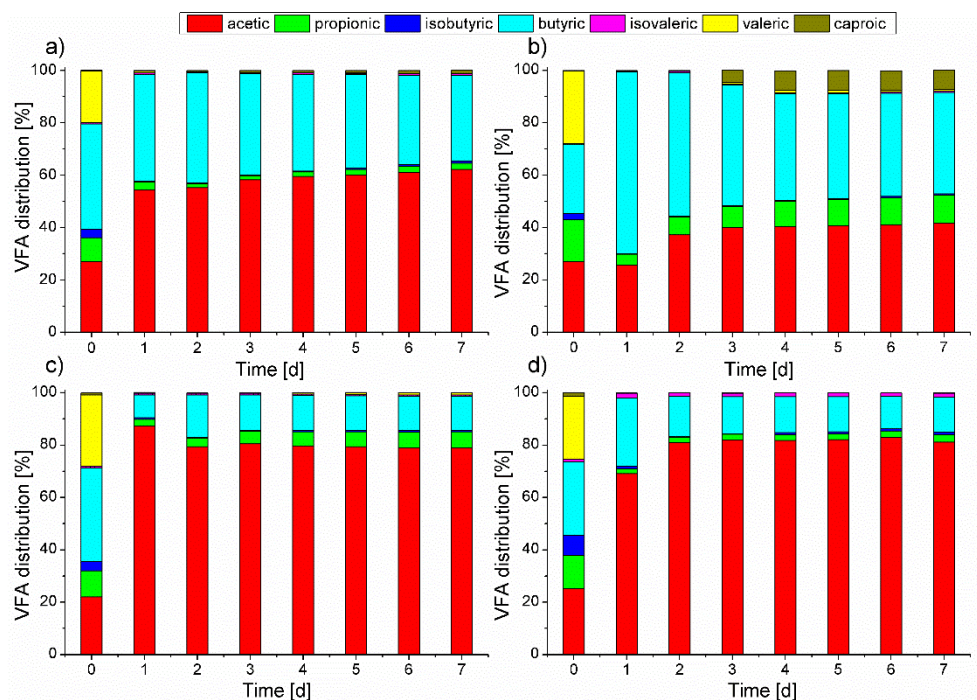 acetic propionic isobutyric butyric isovaleric valeric caproic
a)
b)
100
80
60
40
20
0
VFA distribution [%]
0 1 2 3 4 5 6 7
Time [d]
100
80
60
40
20
0
VFA distribution [%]
0 1 2 3 4 5 6 7
Time [d]
c)
d)
100
80
60
40
20
0
VFA distribution [%]
0 1 2 3 4 5 6 7
Time [d]
100
80
60
40
20
0
VFA distribution [%]
0 1 2 3 4 5 6 7
Time [d]